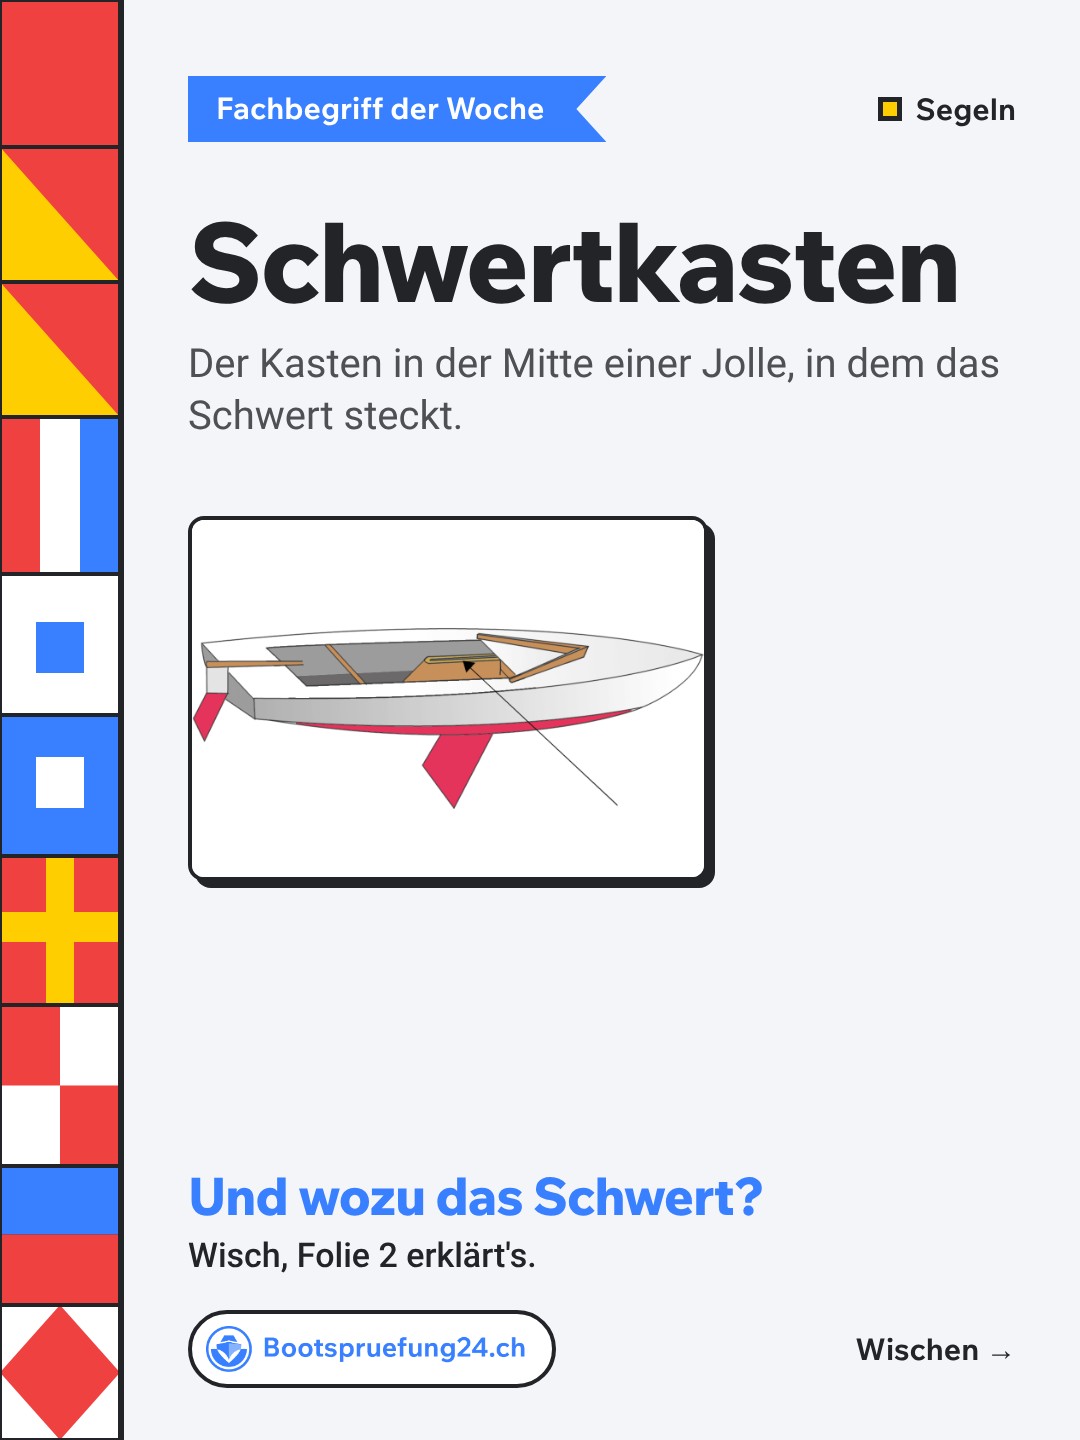 Fachbegriff der Woche
Segeln
Schwertkasten
Der Kasten in der Mitte einer Jolle, in dem das
Schwert steckt.
Und wozu das Schwert?
Wisch, Folie 2 erklärt's.
Bootspruefung24.ch
Wischen →